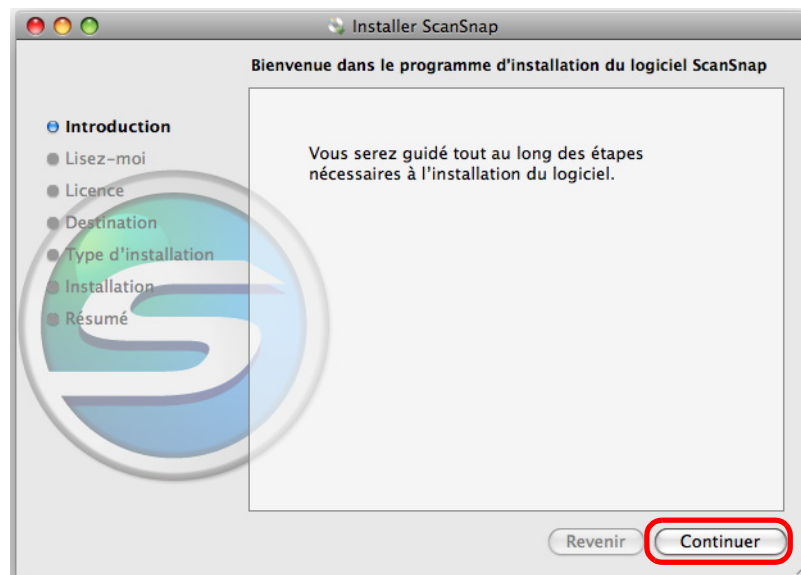 Installer ScanSnap
Bienvenue dans le programme d'installation du logiciel ScanSnap
Introduction
Lisez-moi
Licence
Destination
Type d'installation
Installation
Résumé
Vous serez guidé tout au long des étapes
nécessaires à l'installation du logiciel.
Revenir
Continuer